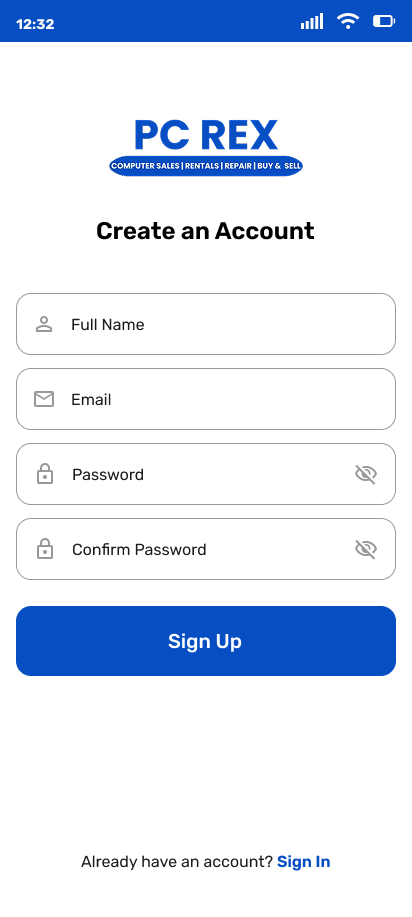 12:32
PC REX
COMPUTER SALES | RENTALS | REPAIR | BUY & SELL
Create an Account
Full Name
Email
Password
Confirm Password
Sign Up
Already have an account? Sign In